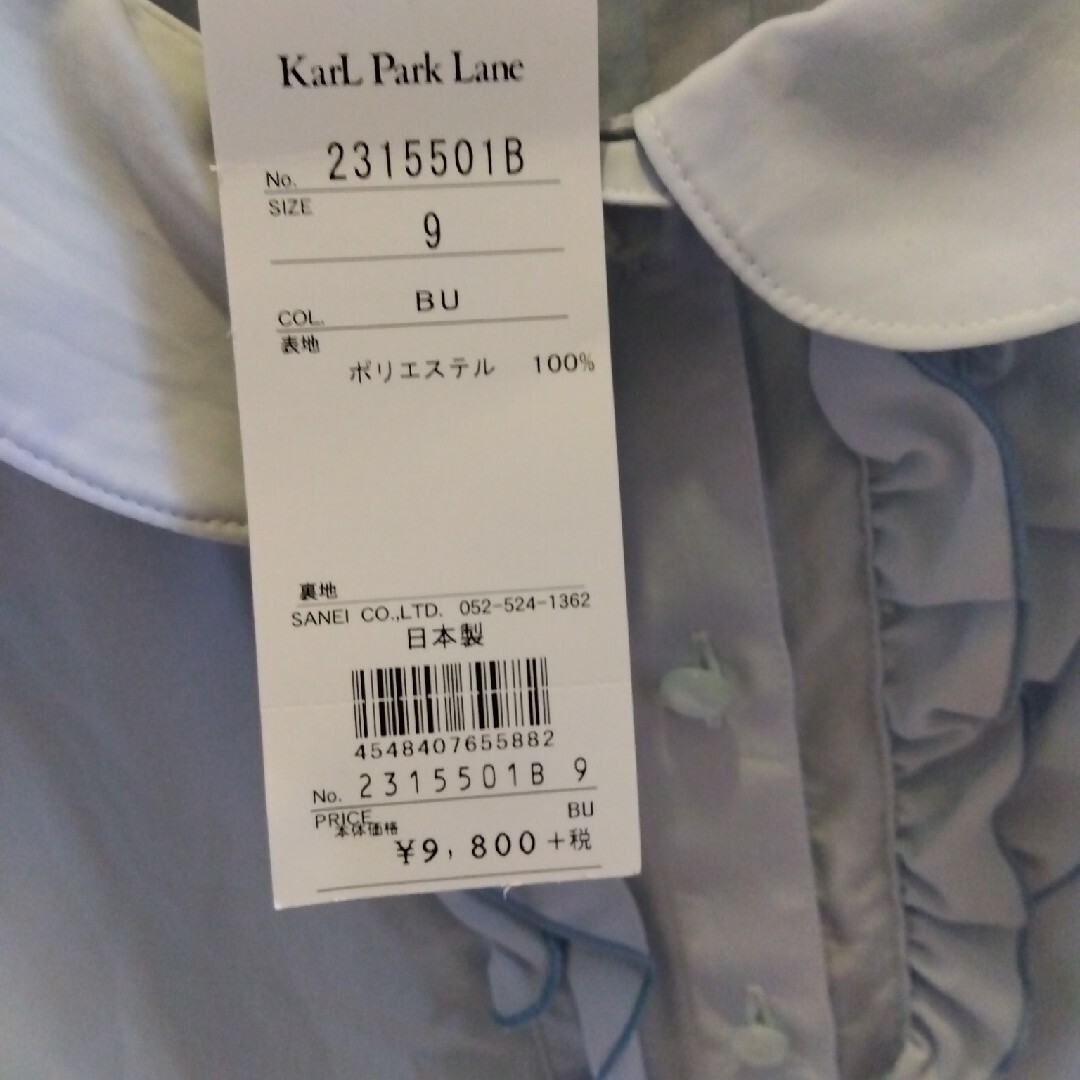 KarL Park Lane
No. 2315501B
SIZE
9
COL. BU
表地
ポリエステル 100%
裏地
SANEI CO.,LTD. 052-524-1362
日本製
4548407655882
No. 2315501B 9
PRICE BU
本体価格
¥9,800+税